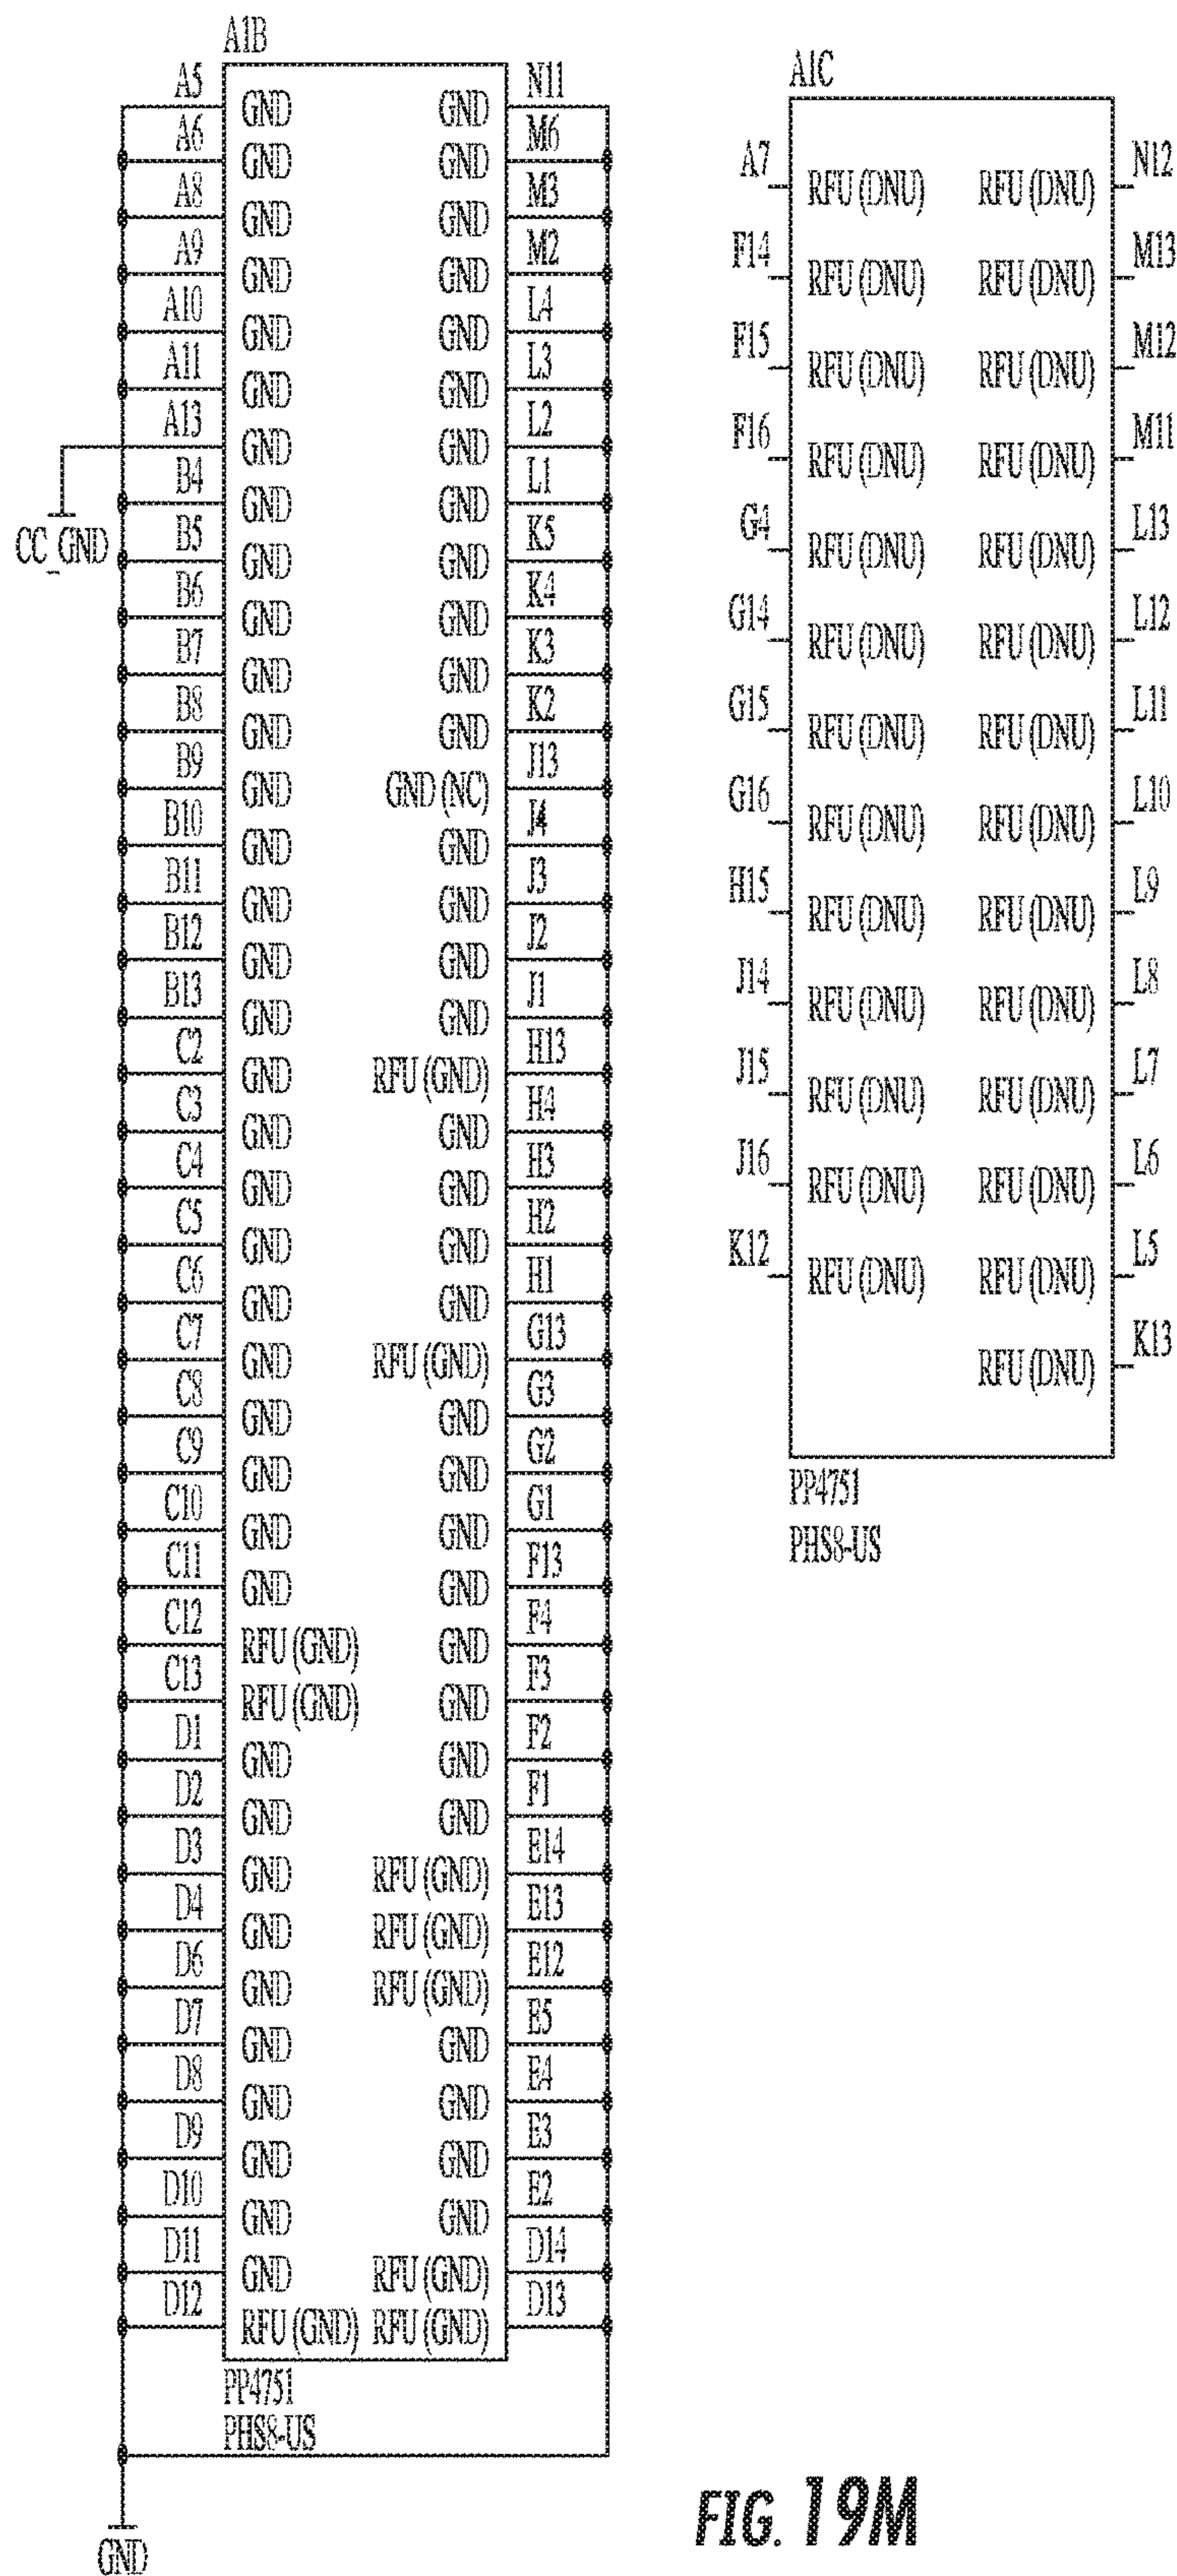 A1B
A5 GND GND N11
A6 GND GND M6
A8 GND GND M3
A9 GND GND M2
A10 GND GND L4
A11 GND GND L3
A13 GND GND L2
B4 GND GND L1
CC_GND
B5 GND GND K5
B6 GND GND K4
B7 GND GND K3
B8 GND GND K2
B9 GND GND (NC) J13
B10 GND GND J4
B11 GND GND J3
B12 GND GND J2
B13 GND GND J1
C2 GND RFU (GND) H13
C3 GND GND H4
C4 GND GND H3
C5 GND GND H2
C6 GND GND H1
C7 GND RFU (GND) G13
C8 GND GND G3
C9 GND GND G2
C10 GND GND G1
C11 GND GND F13
C12 RFU (GND) GND F4
C13 RFU (GND) GND F3
D1 GND GND F2
D2 GND GND F1
D3 GND RFU (GND) E14
D4 GND RFU (GND) E13
D6 GND RFU (GND) E12
D7 GND GND E5
D8 GND GND E4
D9 GND GND E3
D10 GND GND E2
D11 GND RFU (GND) D14
D12 RFU (GND) RFU (GND) D13
PP4751
PHS8-US
GND
A1C
A7 RFU (DNU) RFU (DNU) N12
F14 RFU (DNU) RFU (DNU) M13
F15 RFU (DNU) RFU (DNU) M12
F16 RFU (DNU) RFU (DNU) M11
G4 RFU (DNU) RFU (DNU) L13
G14 RFU (DNU) RFU (DNU) L12
G15 RFU (DNU) RFU (DNU) L11
G16 RFU (DNU) RFU (DNU) L10
H15 RFU (DNU) RFU (DNU) L9
J14 RFU (DNU) RFU (DNU) L8
J15 RFU (DNU) RFU (DNU) L7
J16 RFU (DNU) RFU (DNU) L6
K12 RFU (DNU) RFU (DNU) L5
RFU (DNU) K13
PP4751
PHS8-US
FIG. 19M